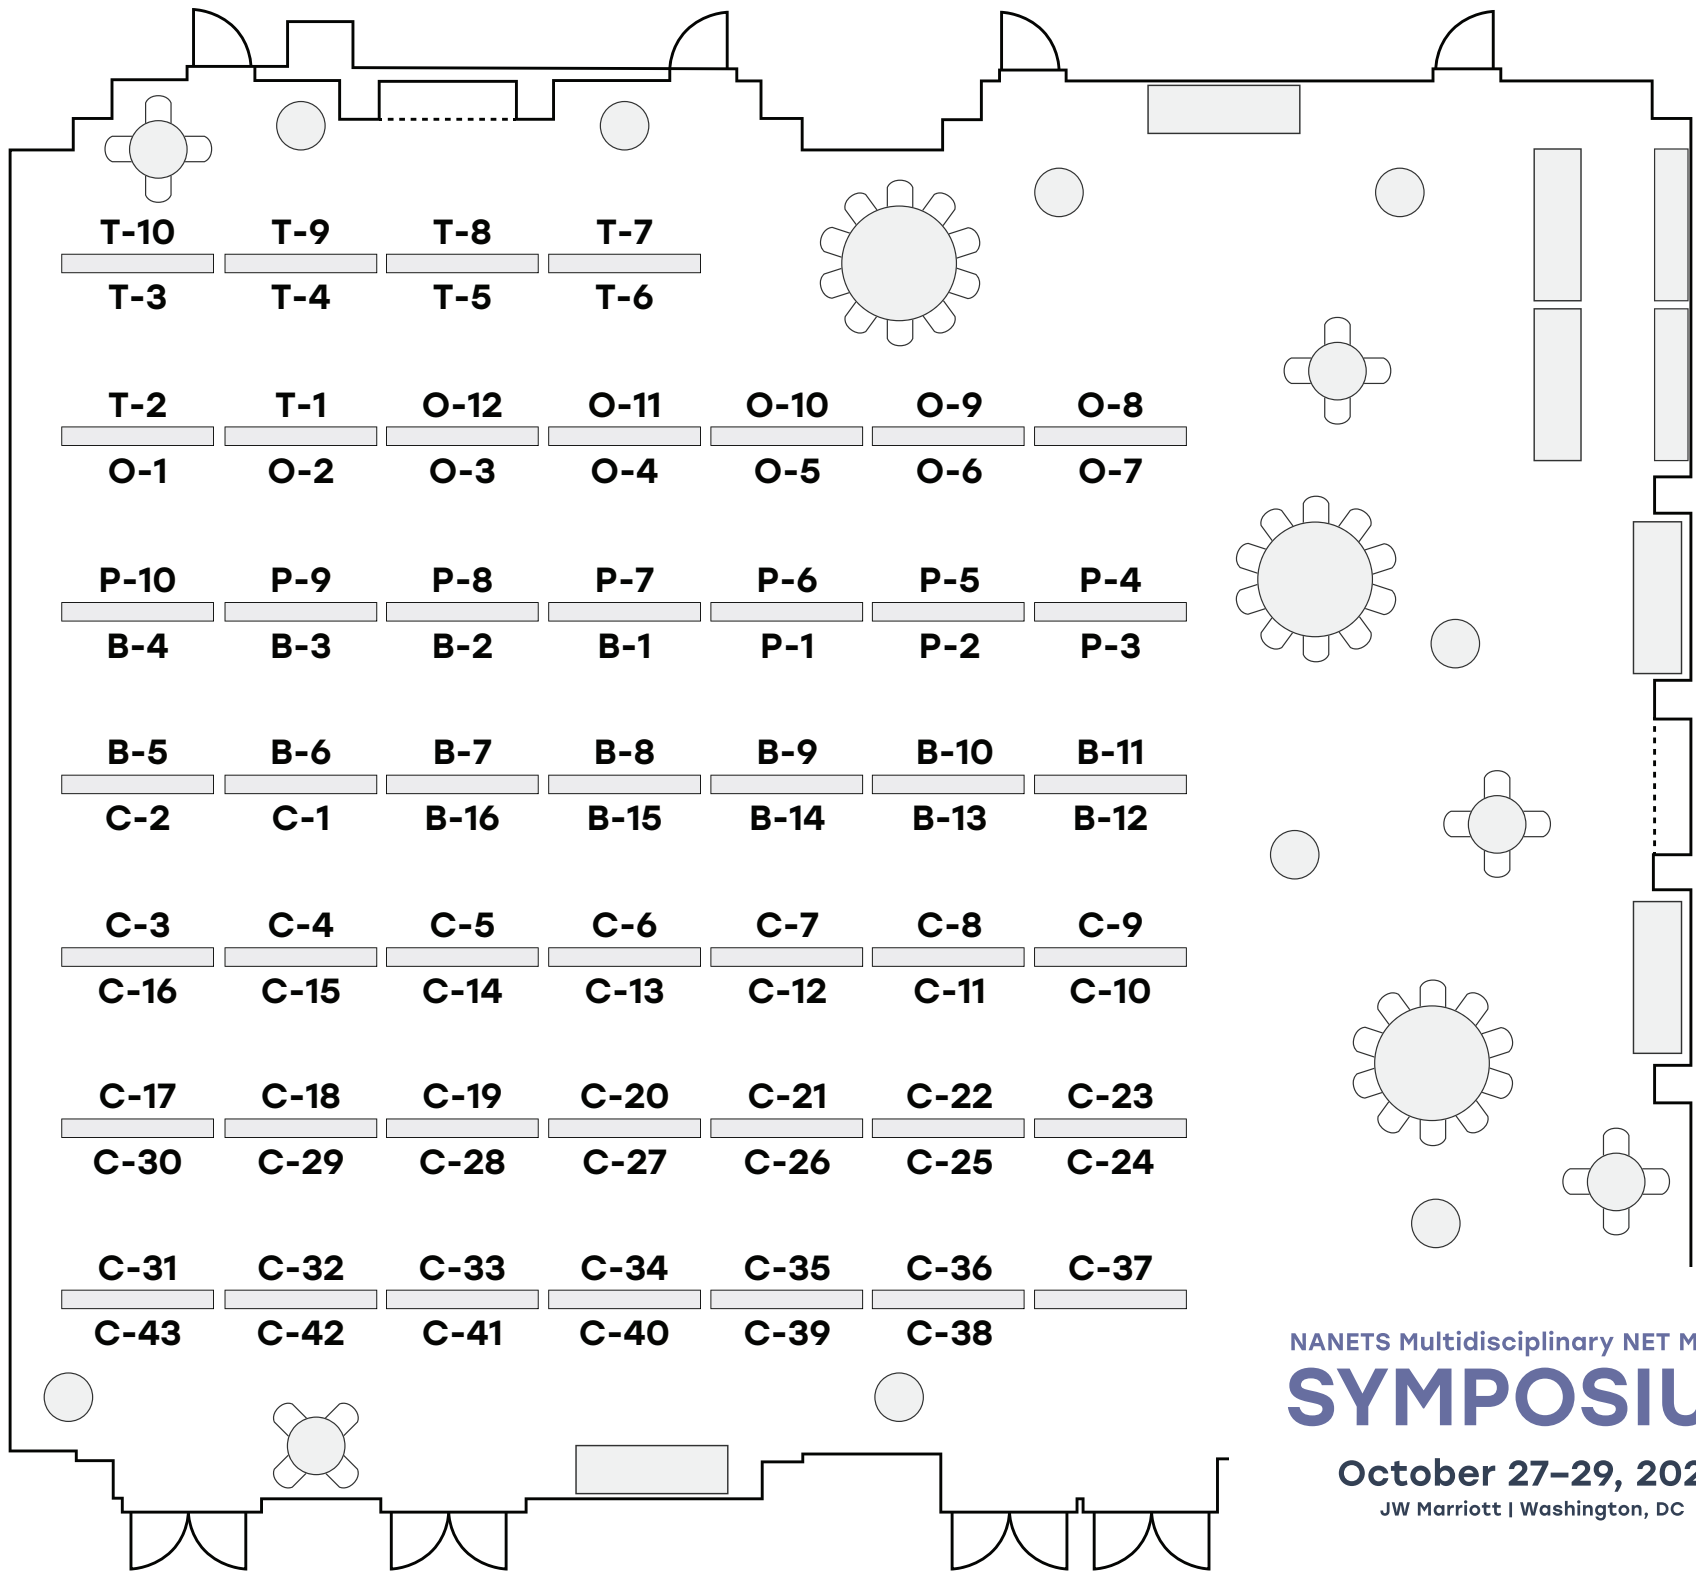 T-10 T-9 T-8 T-7
T-3 T-4 T-5 T-6
T-2 T-1 O-12 O-11 O-10 O-9 O-8
O-1 O-2 O-3 O-4 O-5 O-6 O-7
P-10 P-9 P-8 P-7 P-6 P-5 P-4
B-4 B-3 B-2 B-1 P-1 P-2 P-3
B-5 B-6 B-7 B-8 B-9 B-10 B-11
C-2 C-1 B-16 B-15 B-14 B-13 B-12
C-3 C-4 C-5 C-6 C-7 C-8 C-9
C-16 C-15 C-14 C-13 C-12 C-11 C-10
C-17 C-18 C-19 C-20 C-21 C-22 C-23
C-30 C-29 C-28 C-27 C-26 C-25 C-24
C-31 C-32 C-33 C-34 C-35 C-36 C-37
C-43 C-42 C-41 C-40 C-39 C-38
NANETS Multidisciplinary NET
October 27–29,
JW Marriott | Washington, DC